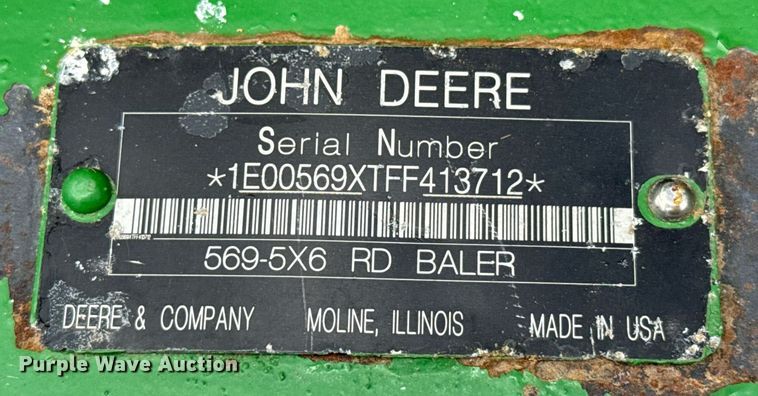 JOHN DEERE
Serial Number
*1E00569XTFF413712*
569-5X6 RD BALER
DEERE & COMPANY MOLINE, ILLINOIS MADE IN USA
Purple Wave Auction